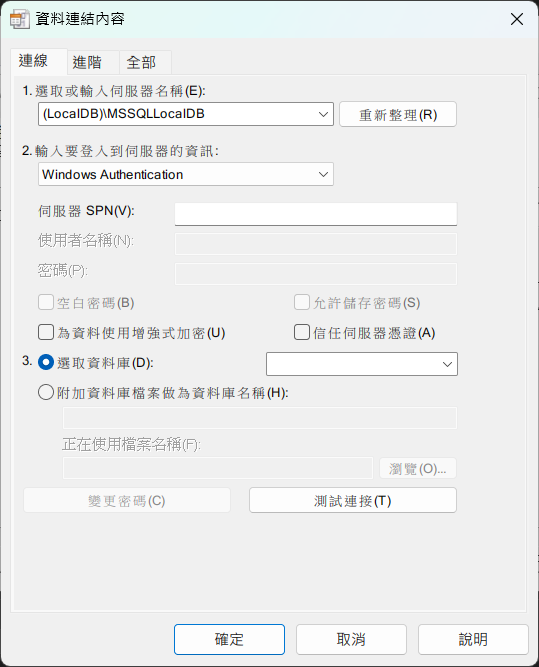 資料連結內容
連線 進階 全部
1. 選取或輸入伺服器名稱(E):
(LocalDB)\MSSQLLocalDB 重新整理(R)
2. 輸入要登入到伺服器的資訊:
Windows Authentication
伺服器 SPN(V):
使用者名稱(N):
密碼(P):
空白密碼(B) 允許儲存密碼(S)
為資料使用增強式加密(U) 信任伺服器憑證(A)
3. 選取資料庫(D):
附加資料庫檔案做為資料庫名稱(H):
正在使用檔案名稱(F):
瀏覽(O)...
變更密碼(C) 測試連接(T)
確定 取消 說明